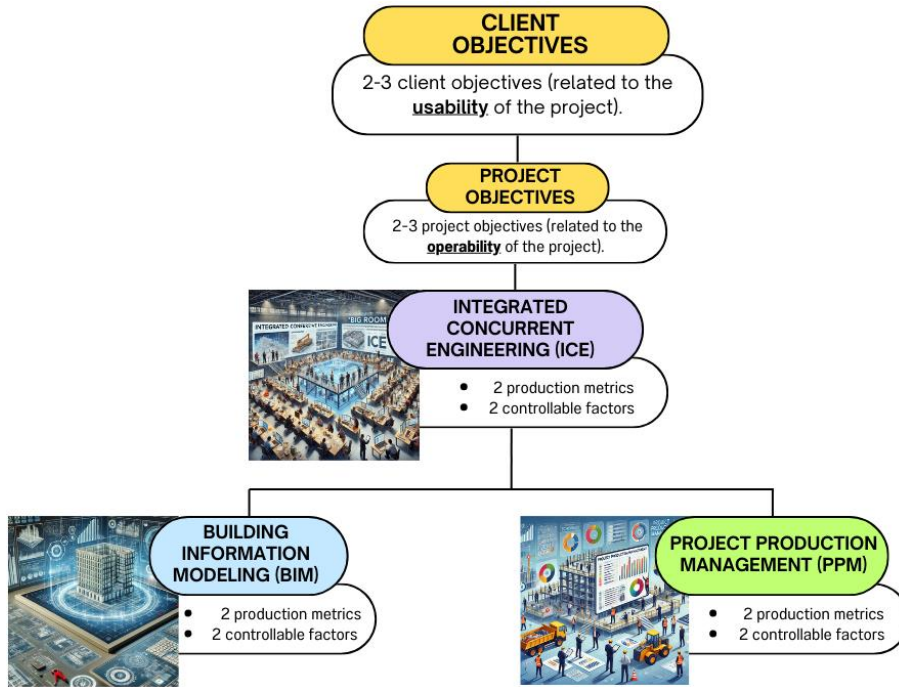 CLIENT
OBJECTIVES
2-3 client objectives (related to the
usability of the project).
PROJECT
OBJECTIVES
2-3 project objectives (related to the
operability of the project).
INTEGRATED
CONCURRENT
ENGINEERING (ICE)
• 2 production metrics
• 2 controllable factors
"BIG ROOM
ICE
BUILDING
INFORMATION
MODELING (BIM)
• 2 production metrics
• 2 controllable factors
PROJECT PRODUCTION
MANAGEMENT (PPM)
• 2 production metrics
• 2 controllable factors